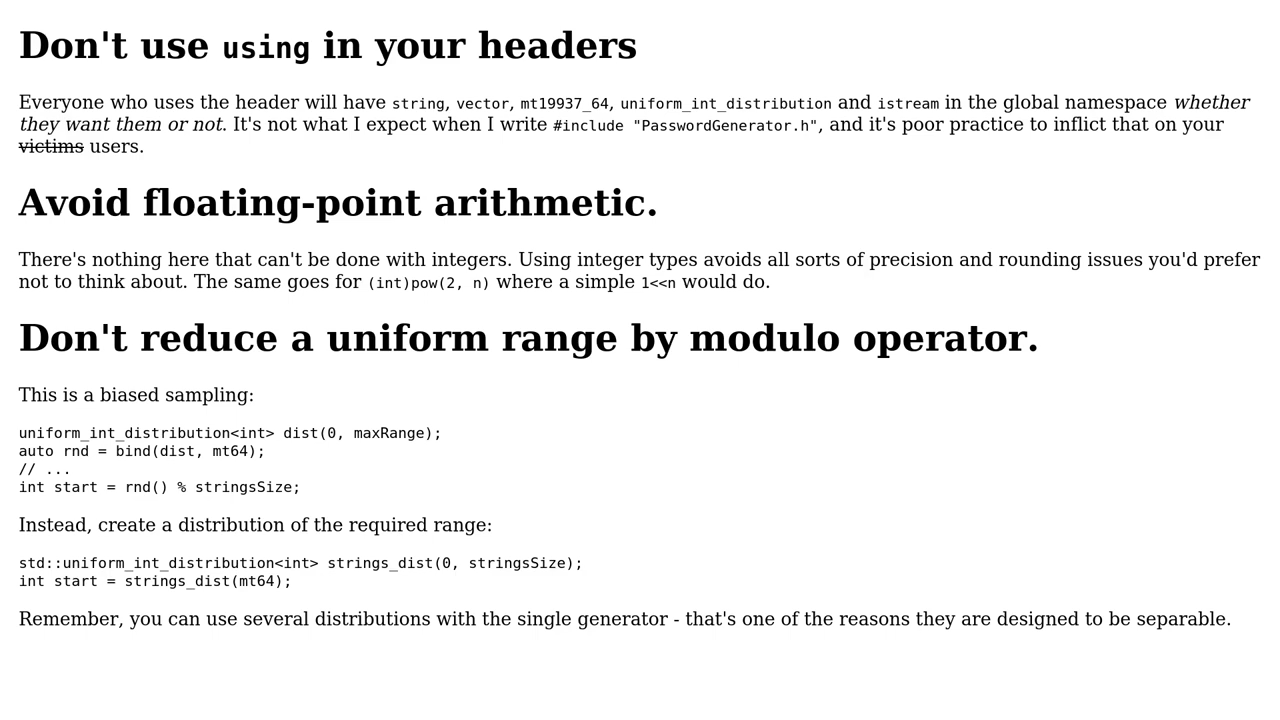 Don't use using in your headers
Everyone who uses the header will have string, vector, mt19937_64, uniform_int_distribution and istream in the global namespace whether
they want them or not. It's not what I expect when I write #include "PasswordGenerator.h", and it's poor practice to inflict that on your
victims users.
Avoid floating-point arithmetic.
There's nothing here that can't be done with integers. Using integer types avoids all sorts of precision and rounding issues you'd prefer
not to think about. The same goes for (int)pow(2, n) where a simple 1<<n would do.
Don't reduce a uniform range by modulo operator.
This is a biased sampling:
uniform_int_distribution<int> dist(0, maxRange);
auto rnd = bind(dist, mt64);
// ...
int start = rnd() % stringsSize;
Instead, create a distribution of the required range:
std::uniform_int_distribution<int> strings_dist(0, stringsSize);
int start = strings_dist(mt64);
Remember, you can use several distributions with the single generator - that's one of the reasons they are designed to be separable.